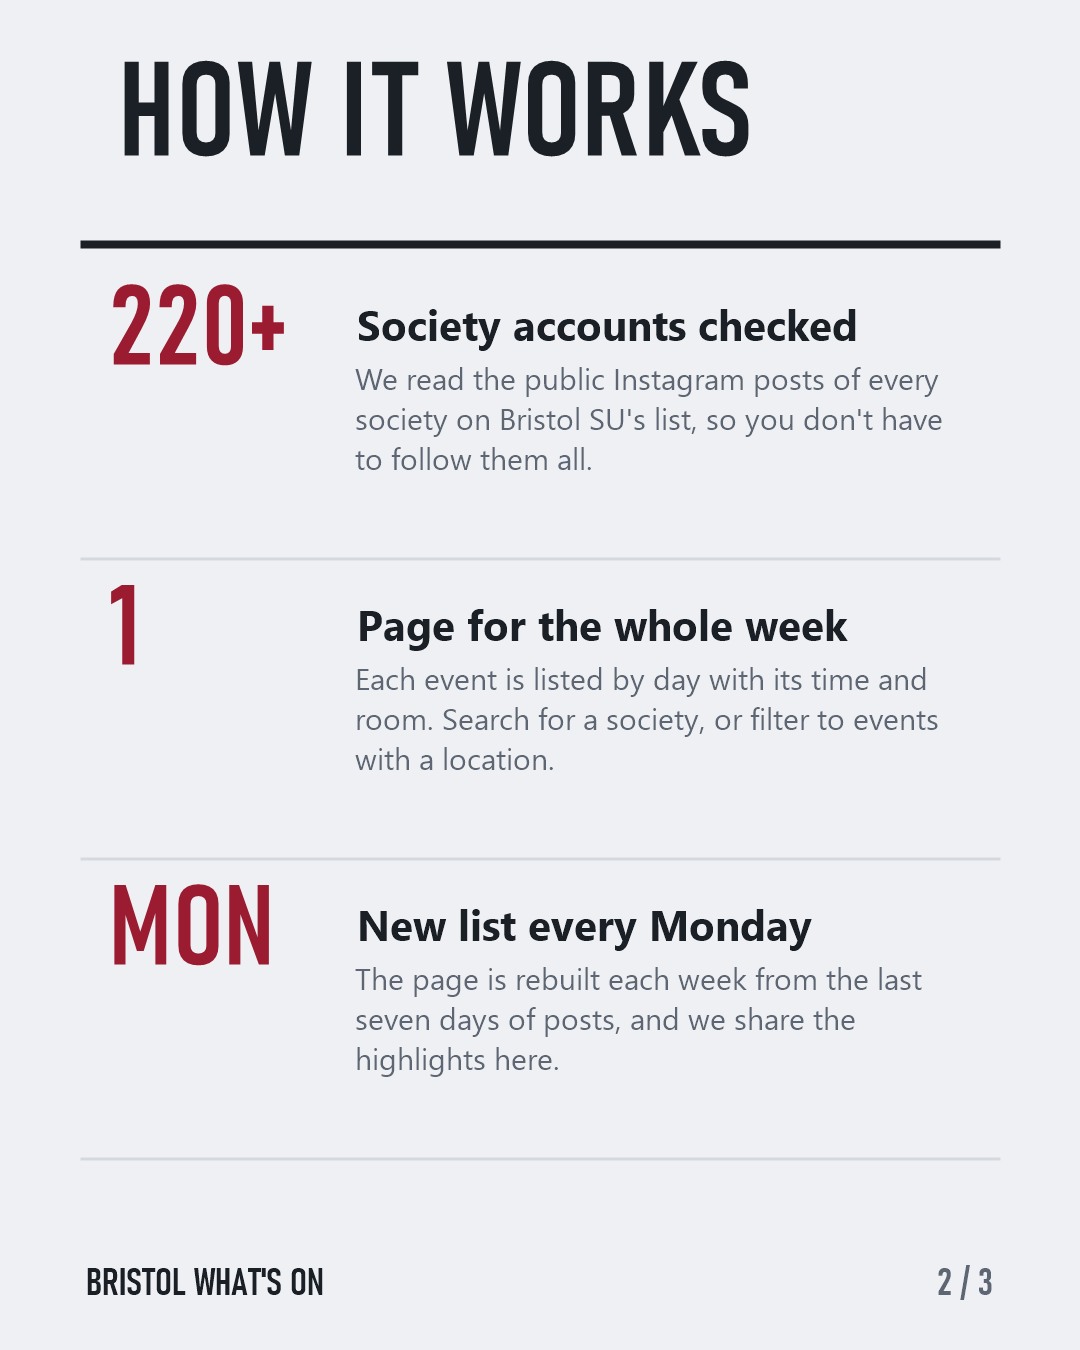 HOW IT WORKS
220+
Society accounts checked
We read the public Instagram posts of every
society on Bristol SU's list, so you don't have
to follow them all.
1
Page for the whole week
Each event is listed by day with its time and
room. Search for a society, or filter to events
with a location.
MON
New list every Monday
The page is rebuilt each week from the last
seven days of posts, and we share the
highlights here.
BRISTOL WHAT'S ON
2 / 3